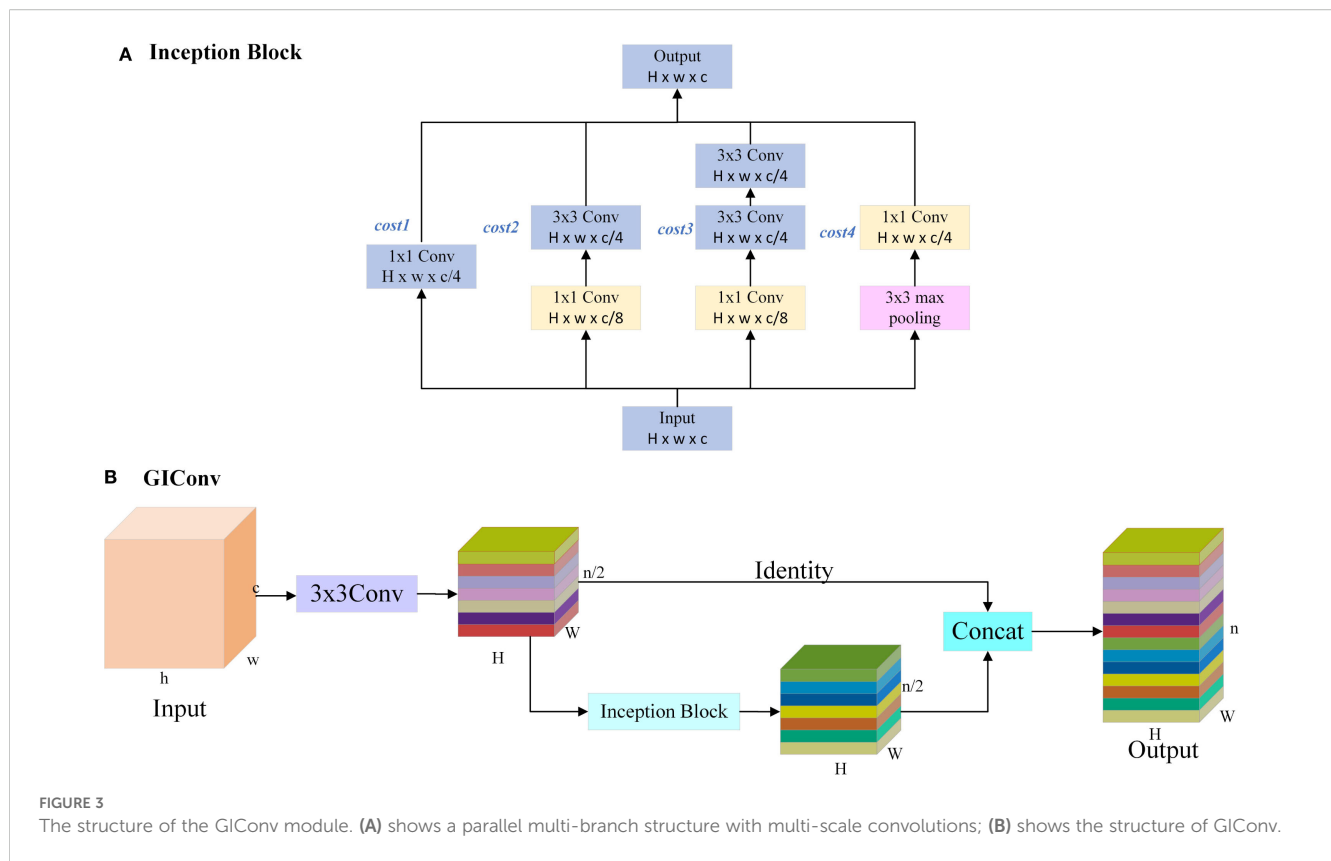 A Inception Block
Output
H x w x c
3x3 Conv
H x w x c/4
cost1
cost2
3x3 Conv
H x w x c/4
cost3
3x3 Conv
H x w x c/4
cost4
1x1 Conv
H x w x c/4
1x1 Conv
H x w x c/4
1x1 Conv
H x w x c/8
1x1 Conv
H x w x c/8
3x3 max
pooling
Input
H x w x c
B GIConv
c
h
w
Input
3x3Conv
n/2
W
H
Identity
Inception Block
n/2
W
H
Concat
n
W
H
Output
FIGURE 3
The structure of the GIConv module. (A) shows a parallel multi-branch structure with multi-scale convolutions; (B) shows the structure of GIConv.